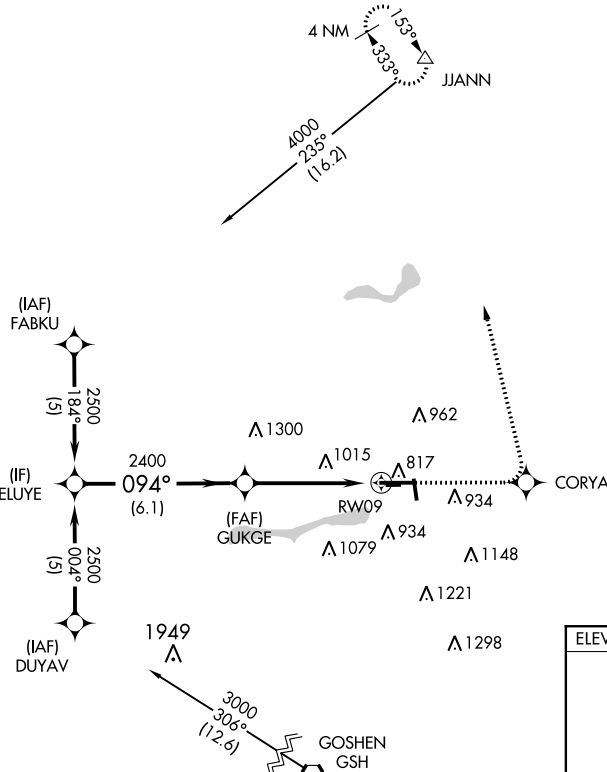 4 NM
153°
333°
JJANN
4000
235°
(16.2)
(IAF)
FABKU
2500
184°
(5)
962
1300
1015
817
2400
094°
(6.1)
(IF)
ELUYE
(FAF)
GUKGE
RW09
CORYA
934
934
1079
1148
2500
004°
(5)
1221
(IAF)
DUYAV
1949
1298
ELEV
3000
306°
(12.6)
GOSHEN
GSH